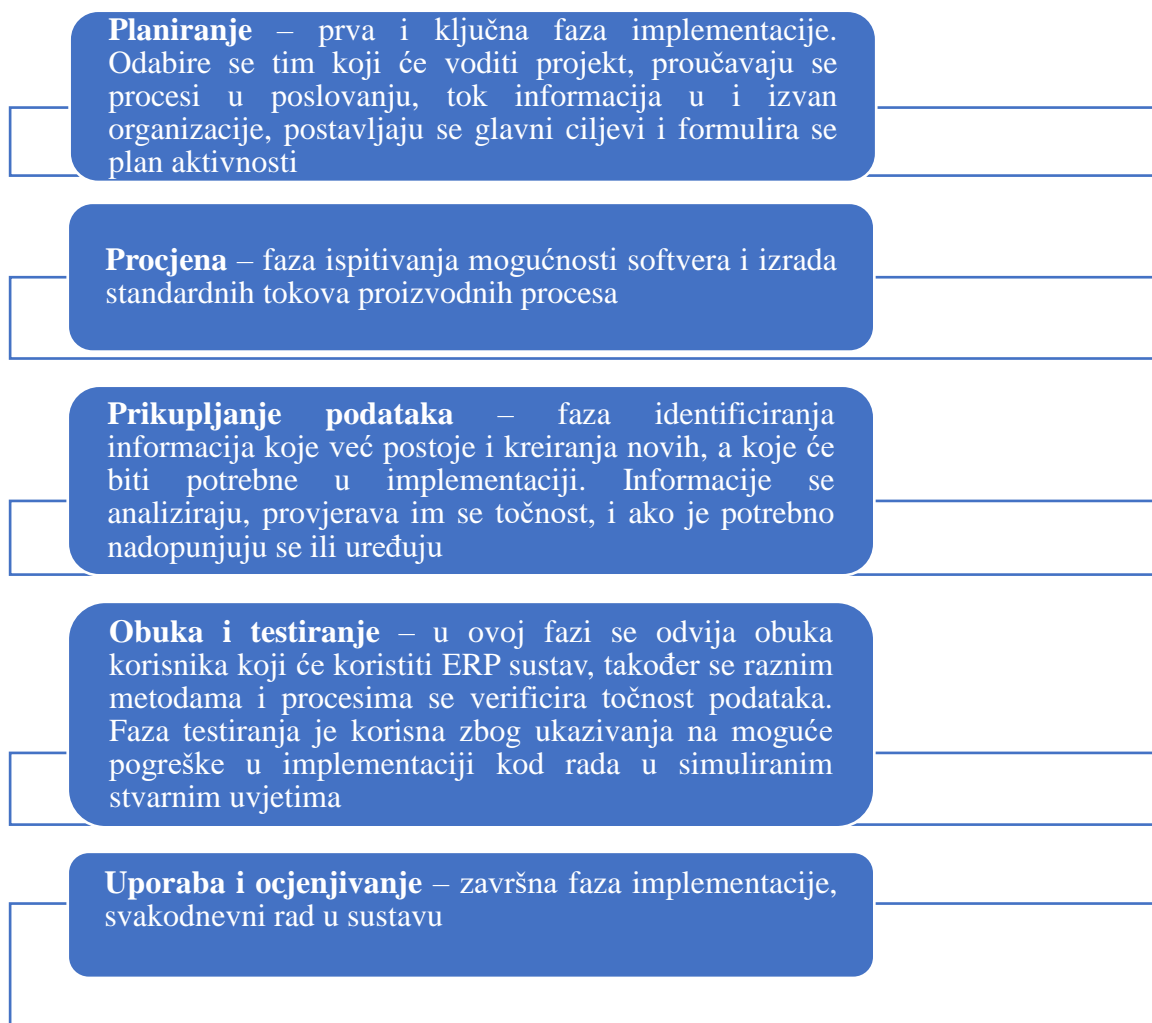 Planiranje – prva i ključna faza implementacije.
Odabire se tim koji će voditi projekt, proučavaju se
procesi u poslovanju, tok informacija u i izvan
organizacije, postavljaju se glavni ciljevi i formulira se
plan aktivnosti
Procjena – faza ispitivanja mogućnosti softvera i izrada
standardnih tokova proizvodnih procesa
Prikupljanje podataka – faza identificiranja
informacija koje već postoje i kreiranja novih, a koje će
biti potrebne u implementaciji. Informacije se
analiziraju, provjerava im se točnost, i ako je potrebno
nadopunjuju se ili uređuju
Obuka i testiranje – u ovoj fazi se odvija obuka
korisnika koji će koristiti ERP sustav, također se raznim
metodama i procesima se verificira točnost podataka.
Faza testiranja je korisna zbog ukazivanja na moguće
pogreške u implementaciji kod rada u simuliranim
stvarnim uvjetima
Uporaba i ocjenjivanje – završna faza implementacije,
svakodnevni rad u sustavu